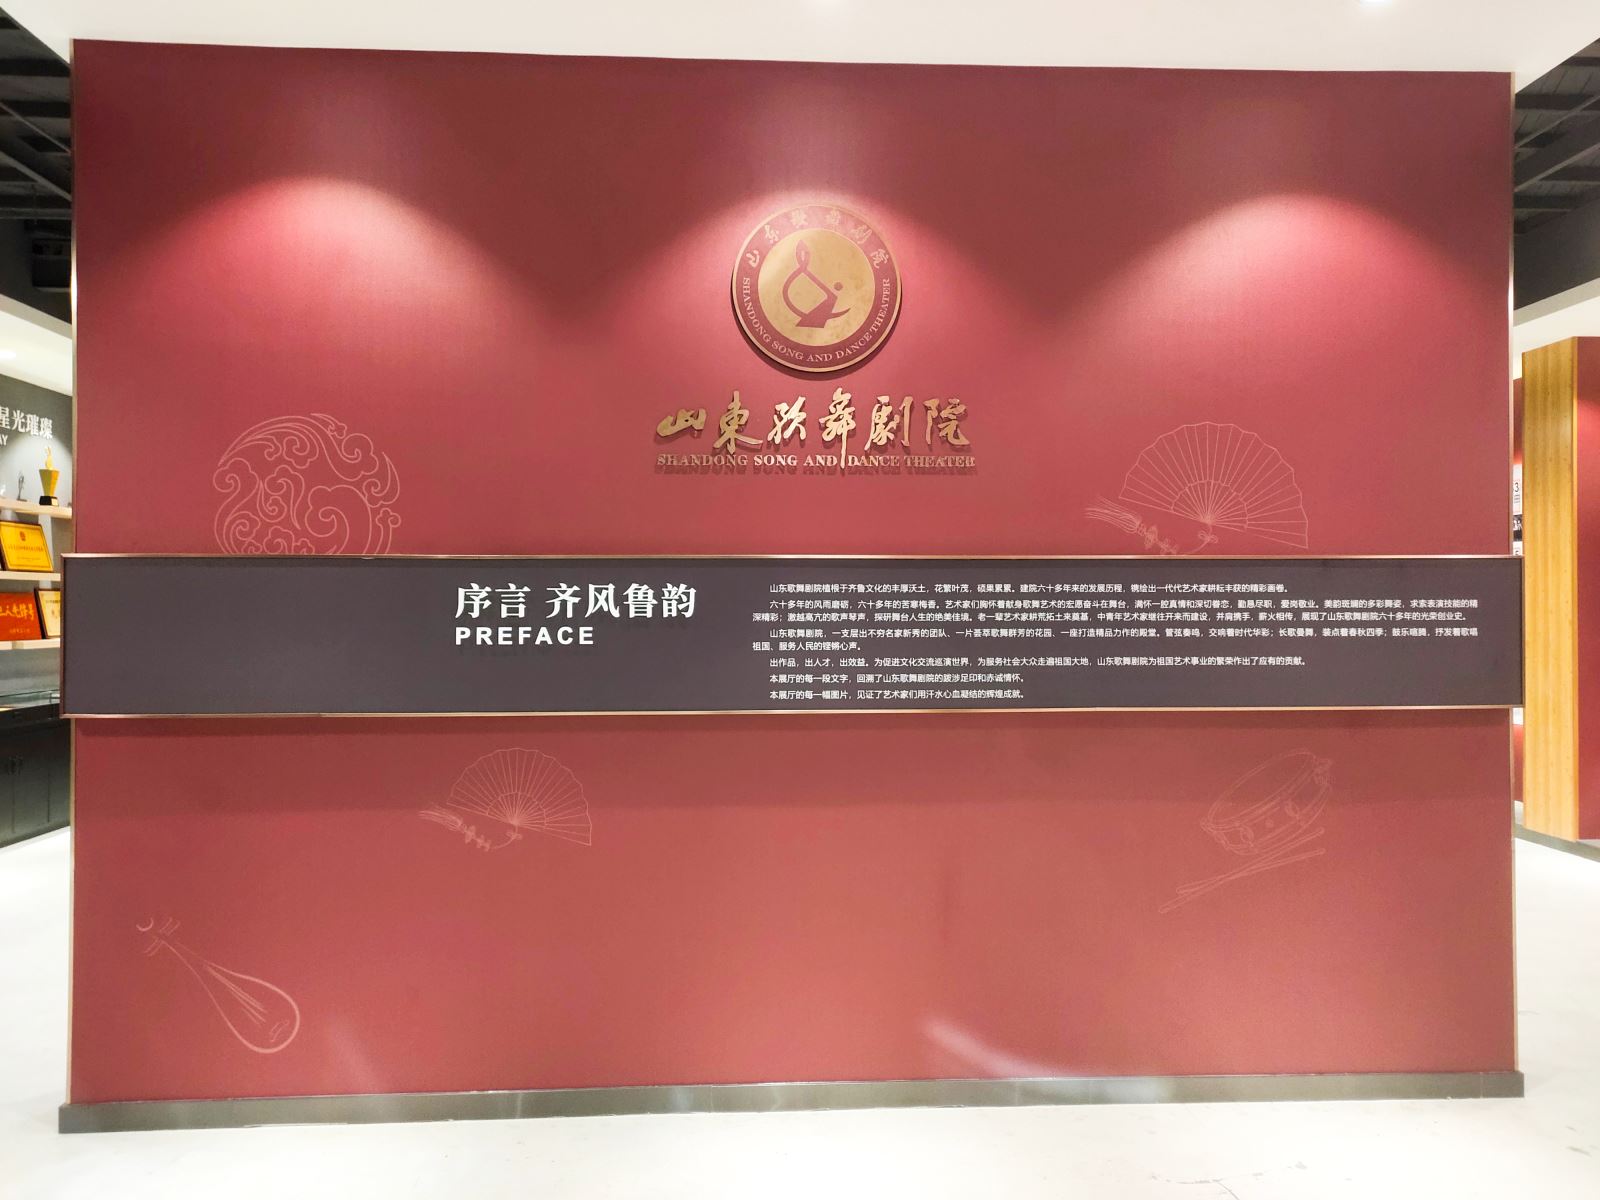 山东歌舞剧院
SHANDONG SONG AND DANCE THEATER
山東歌舞劇院
SHANDONG SONG AND DANCE THEATER
星光璀璨
AY
序言 齐风鲁韵
PREFACE
山东歌舞剧院植根于齐鲁文化的丰厚沃土，花繁叶茂，硕果累累。建院六十多年来的发展历程，镌绘出一代代艺术家耕耘丰获的精彩画卷。
六十多年的风雨磨砺，六十多年的苦寒梅香。艺术家们胸怀着献身歌舞艺术的宏愿奋斗在舞台，满怀一腔真情和深切眷恋，勤恳尽职，爱岗敬业。美韵斑斓的多彩舞姿，求索表演技能的精
深精彩；激越高亢的歌声琴声，探研舞台人生的绝美佳境。老一辈艺术家耕荒拓土来奠基，中青年艺术家继往开来而建设，并肩携手，薪火相传，展现了山东歌舞剧院六十多年的光荣创业史。
山东歌舞剧院，一支层出不穷名家新秀的团队、一片荟萃歌舞群芳的花园、一座打造精品力作的殿堂。管弦奏鸣，交响着时代华彩；长歌曼舞，装点着春秋四季；鼓乐喧腾，抒发着歌唱
祖国、服务人民的铿锵心声。
出作品，出人才，出效益。为促进文化交流巡演世界，为服务社会大众走遍祖国大地，山东歌舞剧院为祖国艺术事业的繁荣作出了应有的贡献。
本展厅的每一段文字，回溯了山东歌舞剧院的跋涉足印和赤诚情怀。
本展厅的每一幅图片，见证了艺术家们用汗水心血凝结的辉煌成就。